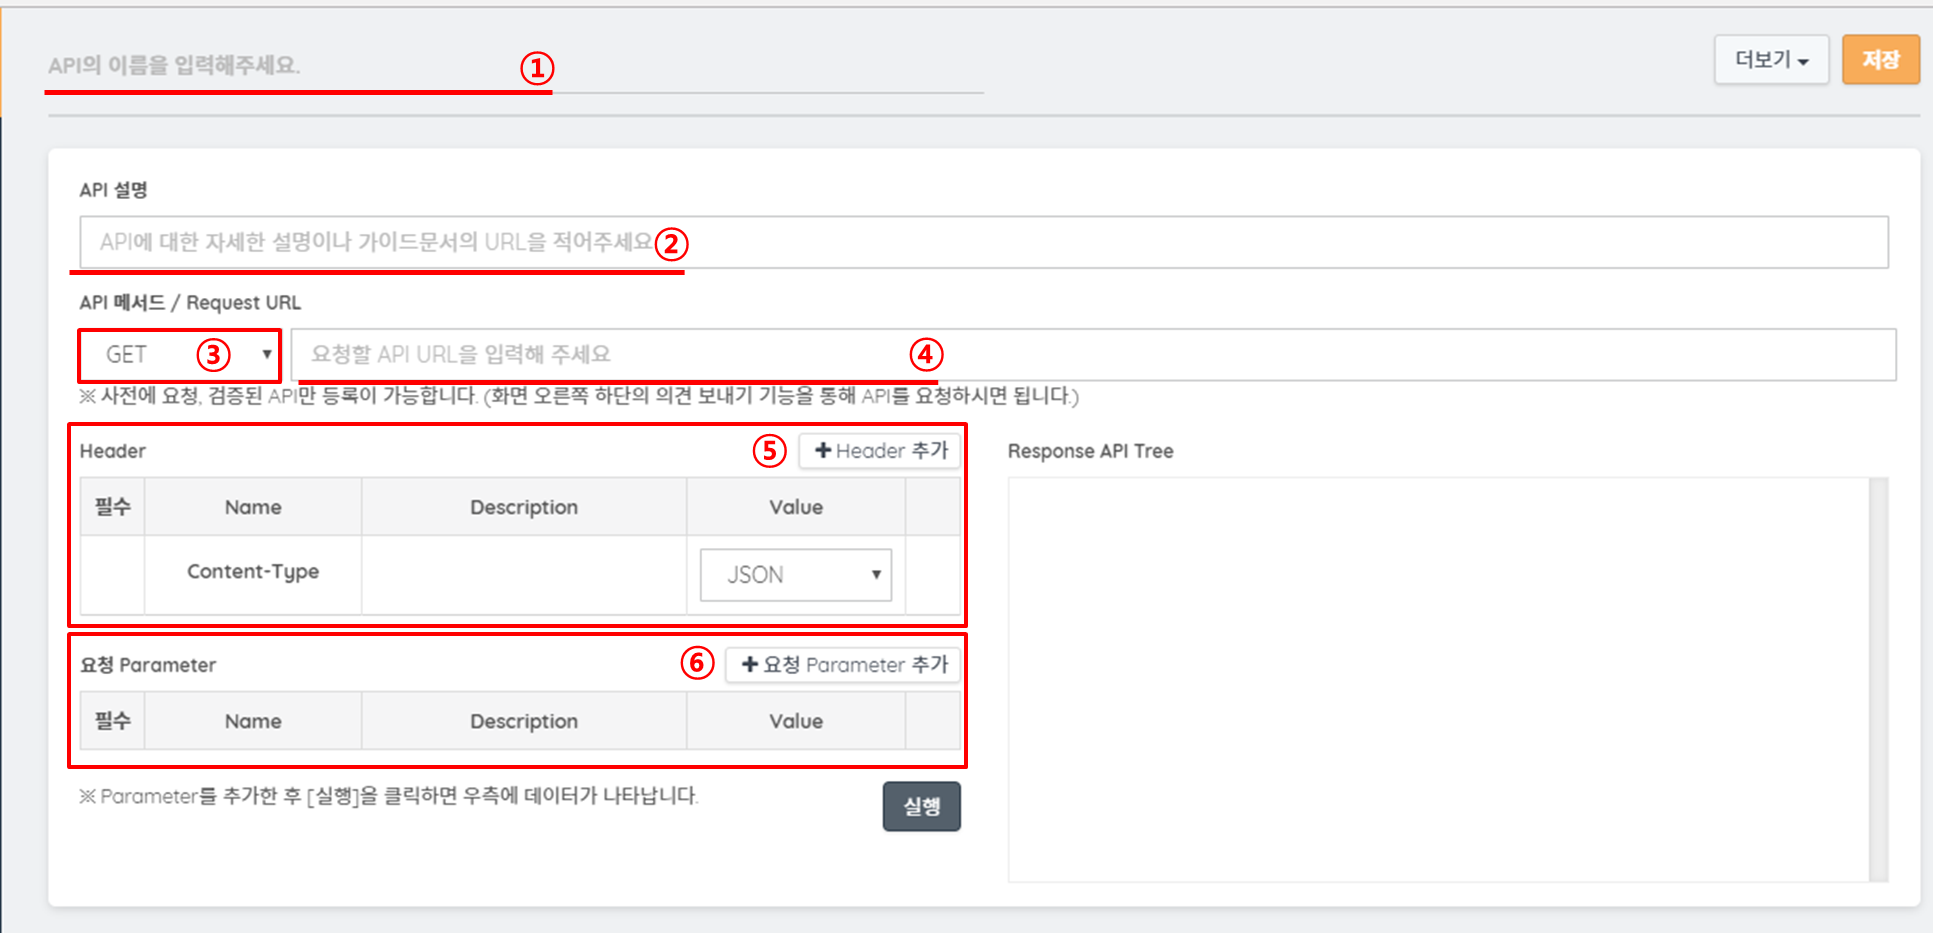 API의 이름을 입력해주세요. ①
더보기 저장
API 설명
API에 대한 자세한 설명이나 가이드문서의 URL을 적어주세요 ②
API 메서드 / Request URL
GET ③ 요청할 API URL을 입력해 주세요 ④
※ 사전에 요청, 검증된 API만 등록이 가능합니다. (화면 오른쪽 하단의 의견 보내기 기능을 통해 API를 요청하시면 됩니다.)
Header ⑤ + Header 추가
필수 Name Description Value
Content-Type JSON
요청 Parameter ⑥ + 요청 Parameter 추가
필수 Name Description Value
※ Parameter를 추가한 후 [실행]을 클릭하면 우측에 데이터가 나타납니다.
실행
Response API Tree